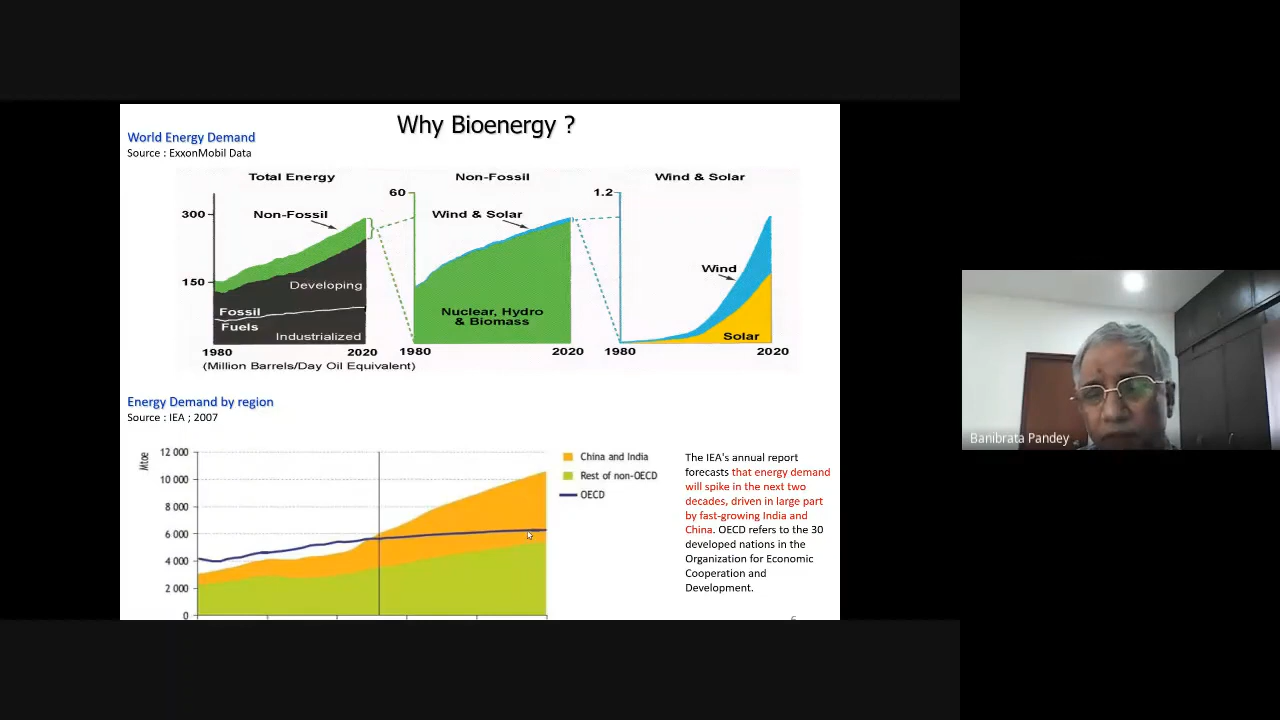 Why Bioenergy ?
World Energy Demand
Source : ExxonMobil Data
Total Energy
Non-Fossil
Wind & Solar
300
150
Non-Fossil
Developing
Fossil
Fuels
Industrialized
1980
2020
(Million Barrels/Day Oil Equivalent)
60
Wind & Solar
Nuclear, Hydro
& Biomass
1980
2020
1.2
Wind
Solar
1980
2020
Energy Demand by region
Source : IEA ; 2007
Mtoe
12 000
10 000
8 000
6 000
4 000
2 000
0
China and India
Rest of non-OECD
OECD
The IEA's annual report
forecasts that energy demand
will spike in the next two
decades, driven in large part
by fast-growing India and
China. OECD refers to the 30
developed nations in the
Organization for Economic
Cooperation and
Development.
Banibrata Pandey